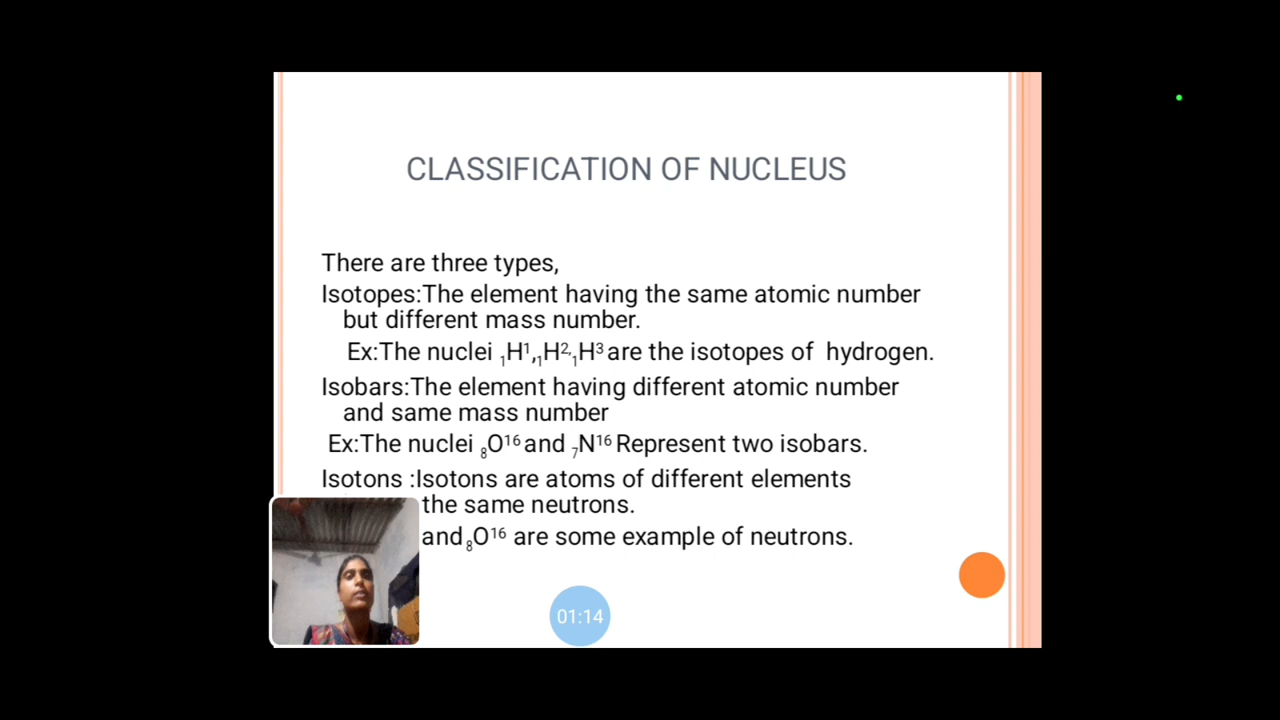 CLASSIFICATION OF NUCLEUS
There are three types,
Isotopes:The element having the same atomic number
but different mass number.
Ex:The nuclei ₁H¹,₁H²,₁H³ are the isotopes of hydrogen.
Isobars:The element having different atomic number
and same mass number
Ex:The nuclei ₈O¹⁶ and ₇N¹⁶ Represent two isobars.
Isotons :Isotons are atoms of different elements
the same neutrons.
and ₈O¹⁶ are some example of neutrons.
01:14